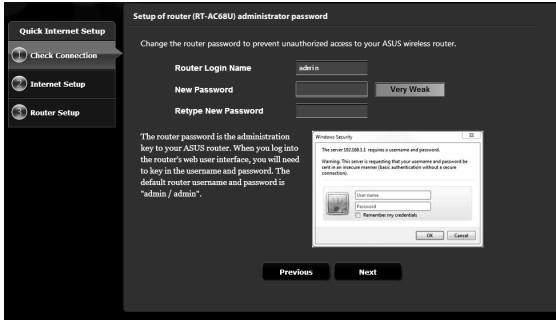 Setup of router (RT-AC68U) administrator password
Quick Internet Setup
1 Check Connection
2 Internet Setup
3 Router Setup
Change the router password to prevent unauthorized access to your ASUS wireless router.
Router Login Name admin
New Password Very Weak
Retype New Password
The router password is the administration
key to your ASUS router. When you log into
the router's web user interface, you will need
to key in the username and password. The
default router username and password is
"admin / admin".
Windows Security
The server 192.168.1.1 requires a username and password.
Warning: This server is requesting that your username and password be
sent in an insecure manner (basic authentication without a secure
connection).
User name
Password
Remember my credentials
OK Cancel
Previous Next